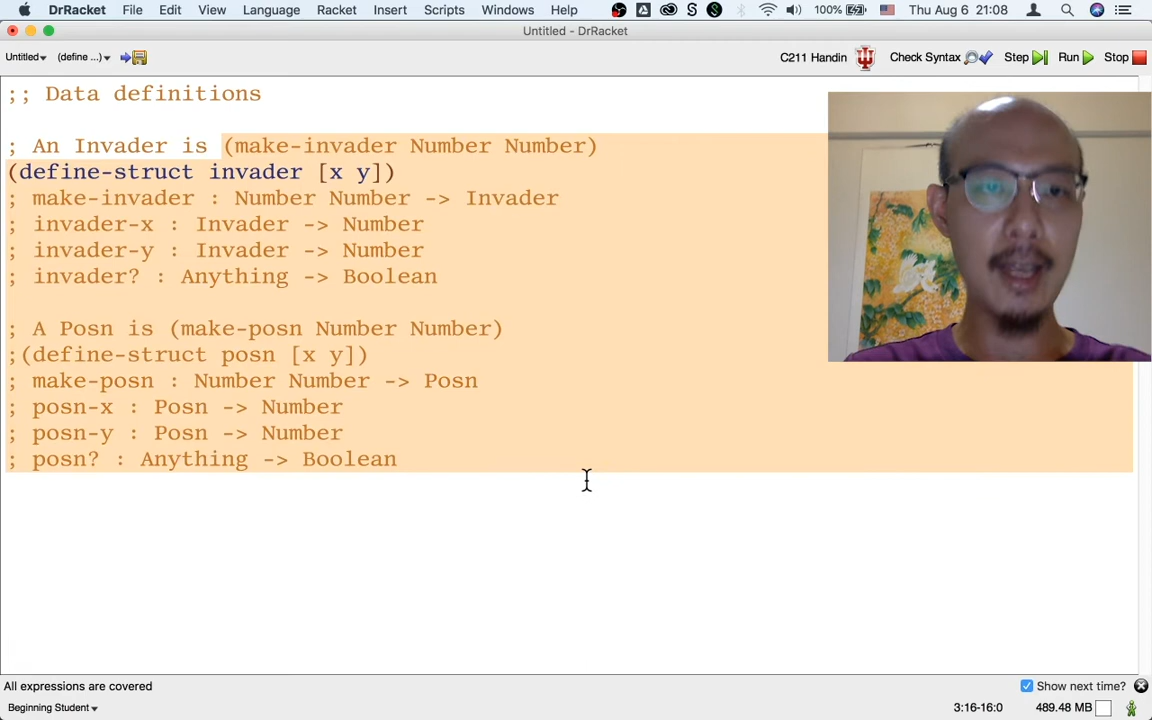 DrRacket File Edit View Language Racket Insert Scripts Windows Help 100% Thu Aug 6 21:08
Untitled - DrRacket
Untitled (define ...) C211 Handin Check Syntax Step Run Stop
;; Data definitions
; An Invader is (make-invader Number Number)
(define-struct invader [x y])
; make-invader : Number Number -> Invader
; invader-x : Invader -> Number
; invader-y : Invader -> Number
; invader? : Anything -> Boolean
; A Posn is (make-posn Number Number)
;(define-struct posn [x y])
; make-posn : Number Number -> Posn
; posn-x : Posn -> Number
; posn-y : Posn -> Number
; posn? : Anything -> Boolean
All expressions are covered Show next time?
Beginning Student 3:16-16:0 489.48 MB